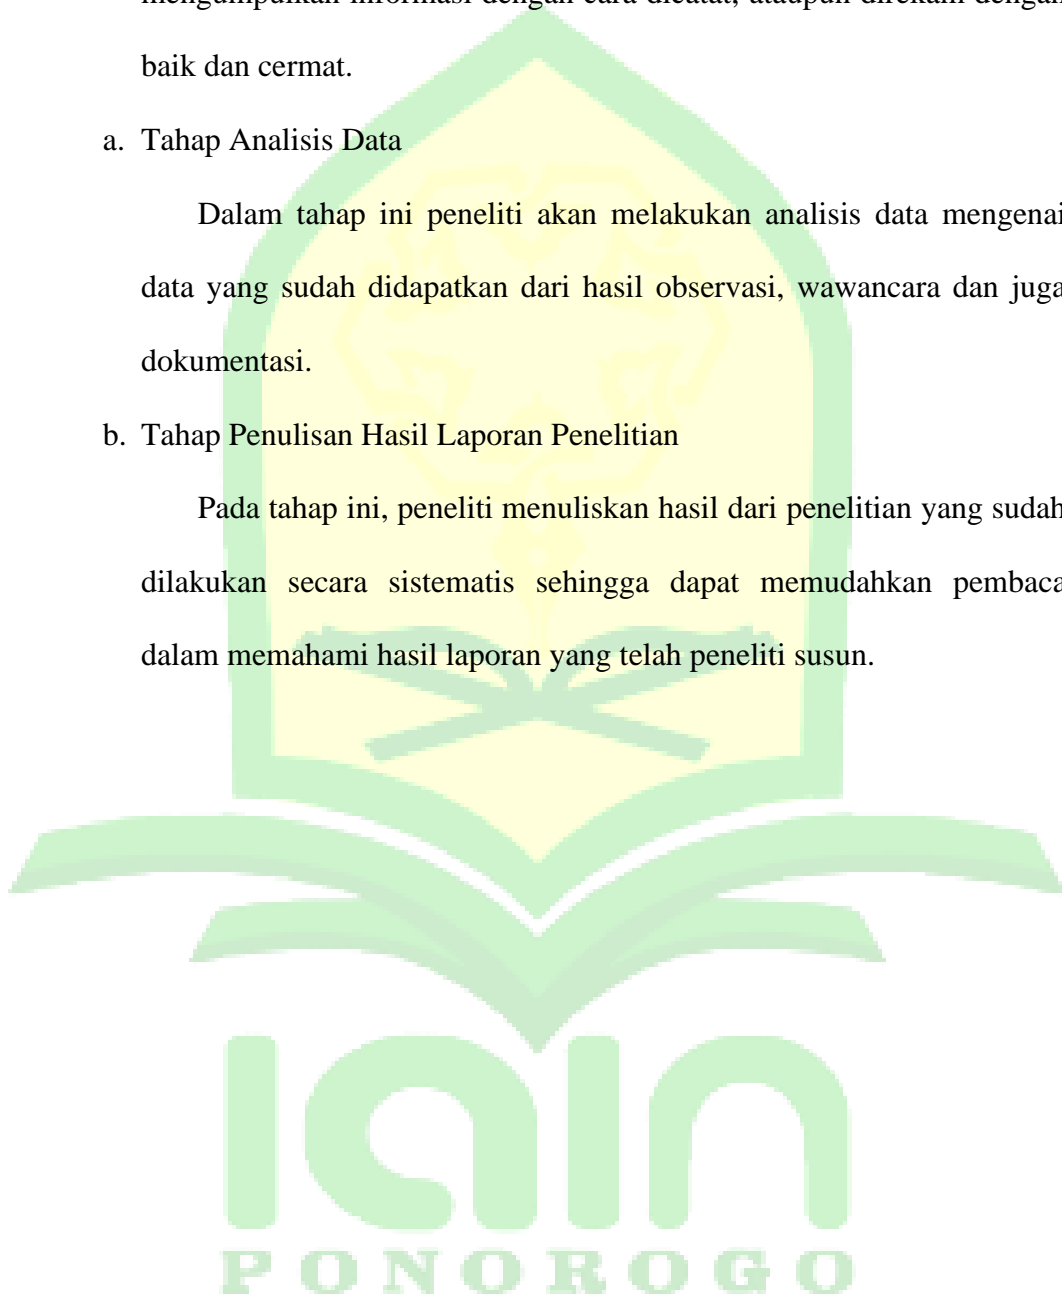 mengumpulkan informasi dengan cara dicatat, ataupun direkam dengan
baik dan cermat.
a. Tahap Analisis Data
Dalam tahap ini peneliti akan melakukan analisis data mengenai
data yang sudah didapatkan dari hasil observasi, wawancara dan juga
dokumentasi.
b. Tahap Penulisan Hasil Laporan Penelitian
Pada tahap ini, peneliti menuliskan hasil dari penelitian yang sudah
dilakukan secara sistematis sehingga dapat memudahkan pembaca
dalam memahami hasil laporan yang telah peneliti susun.
iain
PONOROGO